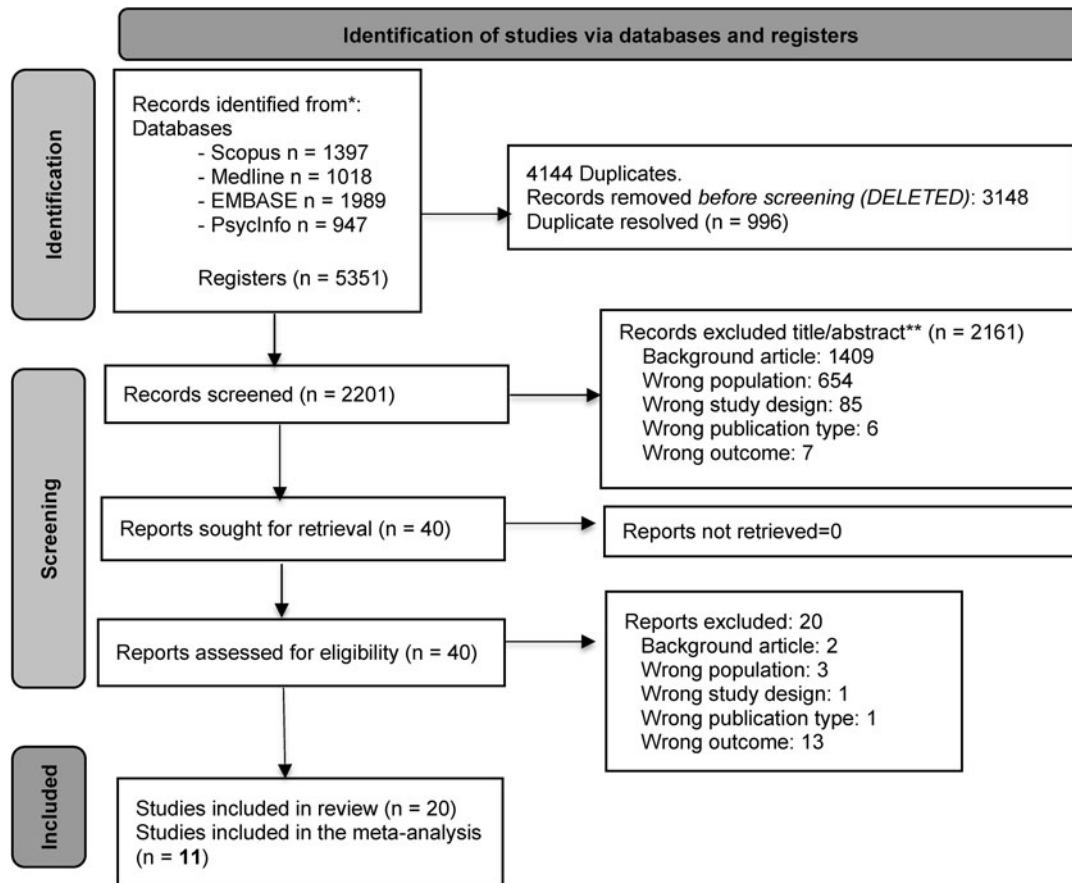 Identification of studies via databases and registers
Identification
Records identified from*:
Databases
- Scopus n = 1397
- Medline n = 1018
- EMBASE n = 1989
- PsycInfo n = 947
Registers (n = 5351)
4144 Duplicates.
Records removed before screening (DELETED): 3148
Duplicate resolved (n = 996)
Screening
Records screened (n = 2201)
Records excluded title/abstract** (n = 2161)
Background article: 1409
Wrong population: 654
Wrong study design: 85
Wrong publication type: 6
Wrong outcome: 7
Reports sought for retrieval (n = 40)
Reports not retrieved=0
Reports assessed for eligibility (n = 40)
Reports excluded: 20
Background article: 2
Wrong population: 3
Wrong study design: 1
Wrong publication type: 1
Wrong outcome: 13
Included
Studies included in review (n = 20)
Studies included in the meta-analysis
(n = 11)